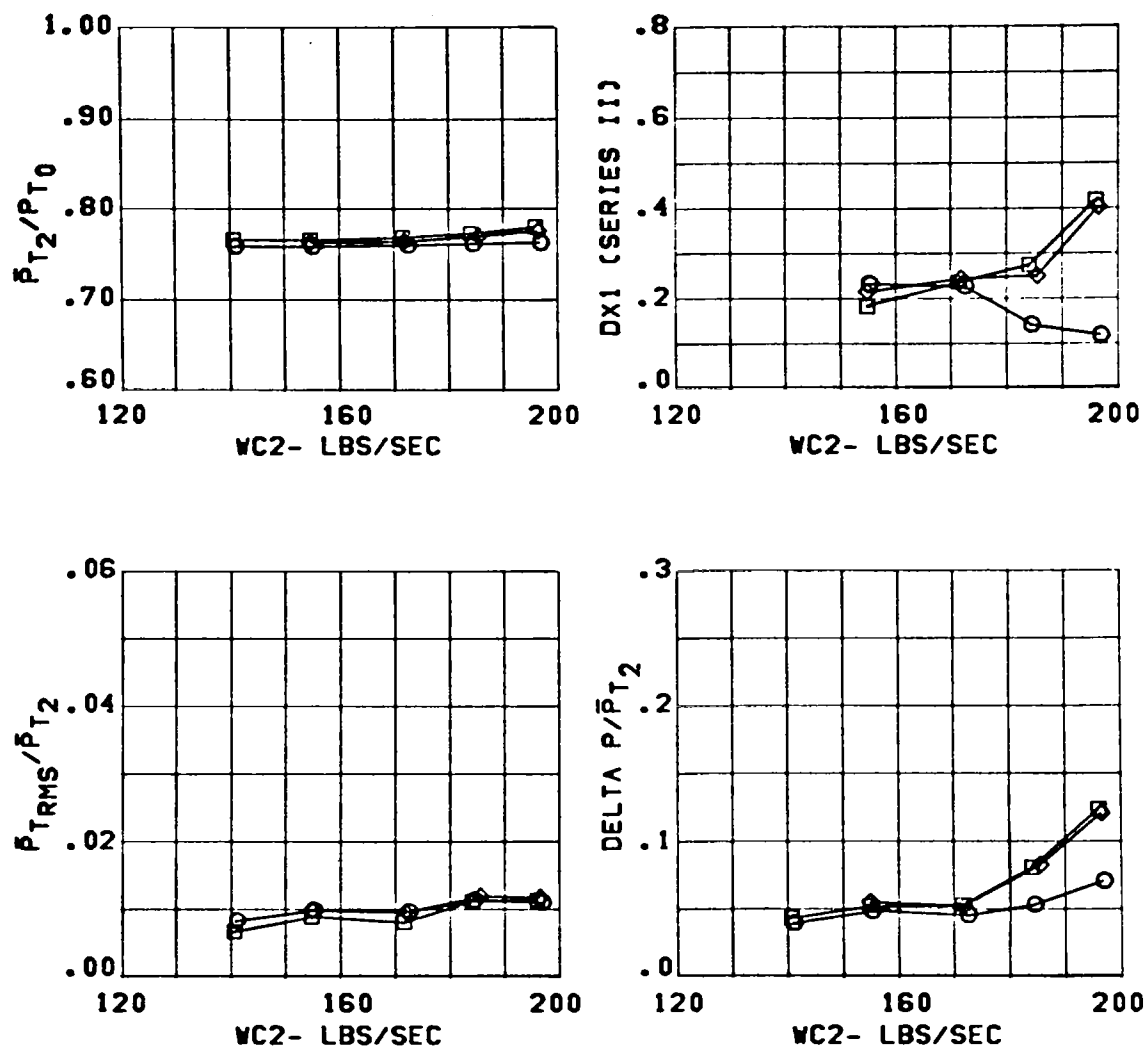 1.00
.90
.80
.70
.60
P̄T2/PT0
120 160 200
WC2- LBS/SEC
.8
.6
.4
.2
.0
DX1 (SERIES II)
120 160 200
WC2- LBS/SEC
.06
.04
.02
.00
P̄TRMS/P̄T2
120 160 200
WC2- LBS/SEC
.3
.2
.1
.0
DELTA P/P̄T2
120 160 200
WC2- LBS/SEC